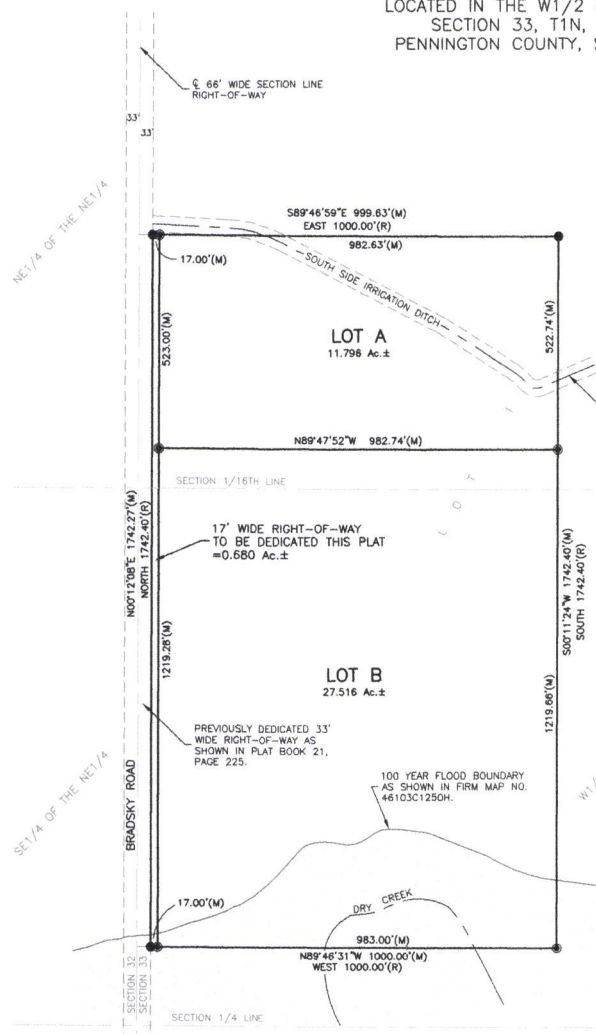 LOCATED IN THE W1/2
SECTION 33, T1N,
PENNINGTON COUNTY,
℄ 66' WIDE SECTION LINE
RIGHT-OF-WAY
33'
33'
NE1/4 OF THE NE1/4
S89°46'59"E 999.63'(M)
EAST 1000.00'(R)
982.63'(M)
17.00'(M)
SOUTH SIDE IRRIGATION DITCH
523.00'(M)
LOT A
11.796 Ac.±
522.74'(M)
N89°47'52"W 982.74'(M)
SECTION 1/16TH LINE
LOT
N00°12'08"E 1742.27'(M)
NORTH 1742.40'(R)
17' WIDE RIGHT-OF-WAY
TO BE DEDICATED THIS PLAT
=0.680 Ac.±
S00°11'24"W 1742.40'(M)
SOUTH 1742.40'(R)
1219.28'(M)
LOT B
27.516 Ac.±
1219.66'(M)
PREVIOUSLY DEDICATED 33'
WIDE RIGHT-OF-WAY AS
SHOWN IN PLAT BOOK 21,
PAGE 225.
SE1/4 OF THE NE1/4
BRADSKY ROAD
100 YEAR FLOOD BOUNDARY
AS SHOWN IN FIRM MAP NO.
46103C1250H.
W1/
17.00'(M)
DRY CREEK
983.00'(M)
N89°46'31"W 1000.00'(M)
WEST 1000.00'(R)
SECTION 32
SECTION 33
SECTION 1/4 LINE